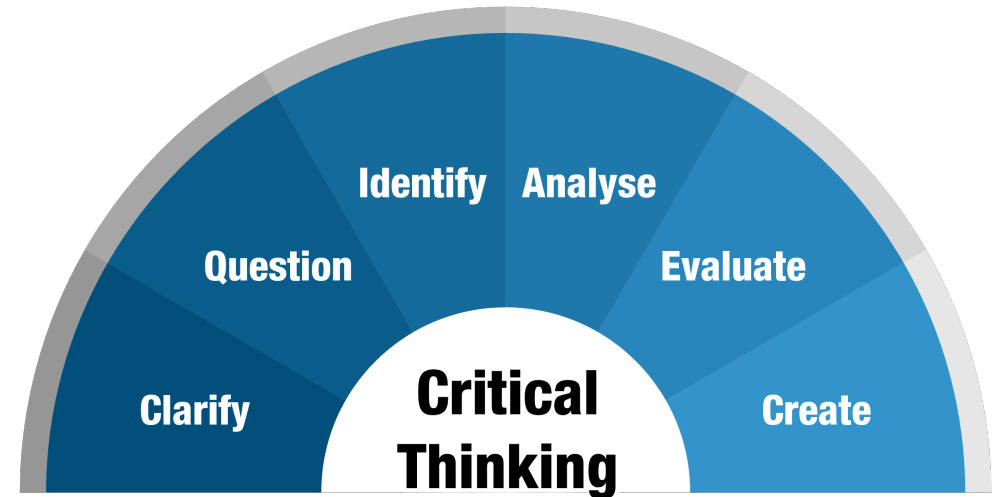 Identify
Analyse
Question
Evaluate
Clarify
Create
Critical
Thinking